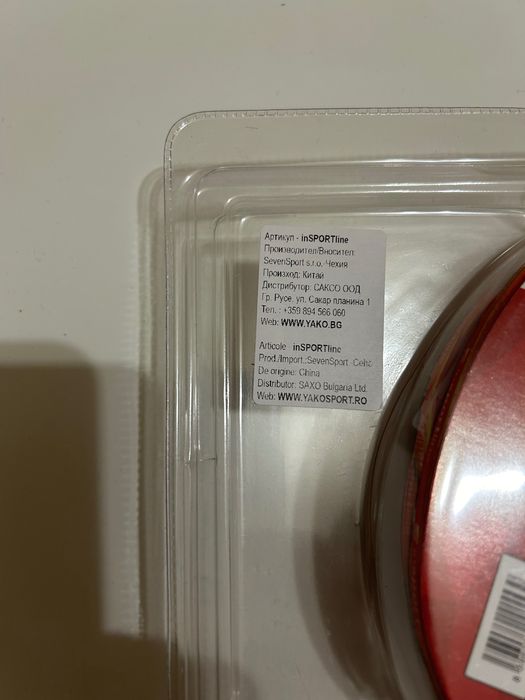 Артикул - inSPORTline
Производител/Вносител:
SevenSport s.r.o. Чехия
Произход: Китай
Дистрибутор: САКСО ООД
Гр. Русе, ул. Сакар планина 1
Тел. : +359 894 566 060
Web: WWW.YAKO.BG
Articole - inSPORTline
Prod./Import.:SevenSport -Cehia
De origine: China
Distributor: SAXO Bulgaria Ltd.
Web: WWW.YAKOSPORT.RO